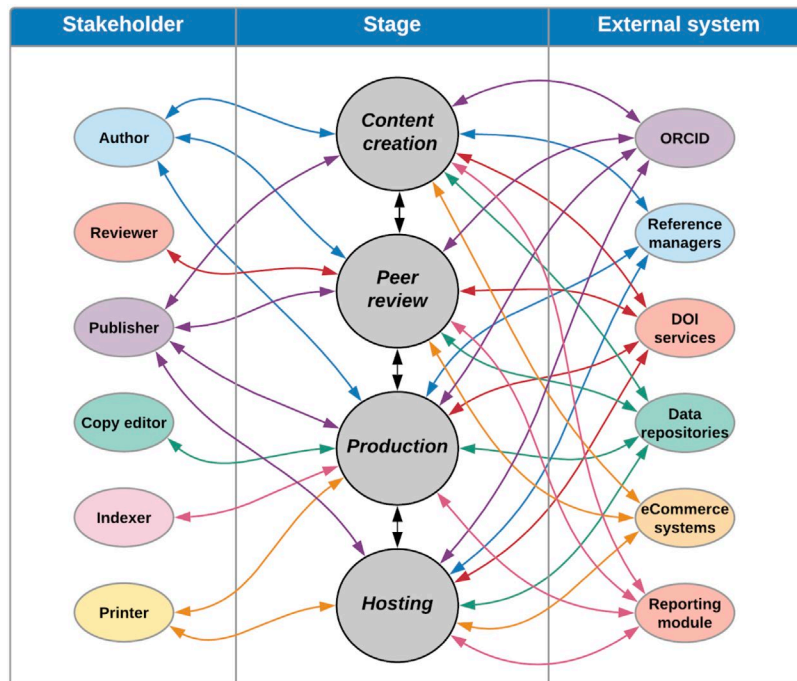 Stakeholder
Stage
External system
Author
Reviewer
Publisher
Copy editor
Indexer
Printer
Content
creation
Peer
review
Production
Hosting
ORCID
Reference
managers
DOI
services
Data
repositories
eCommerce
systems
Reporting
module